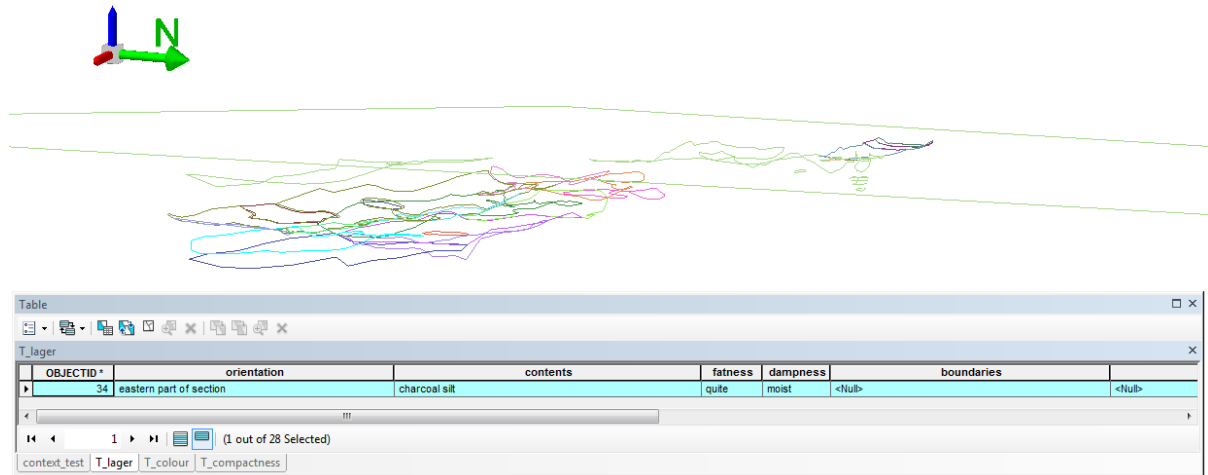 N
Table
T_lager
OBJECTID * orientation contents fatness dampness boundaries
34 eastern part of section charcoal silt quite moist <Null> <Null>
1 (1 out of 28 Selected)
context_test T_lager T_colour T_compactness